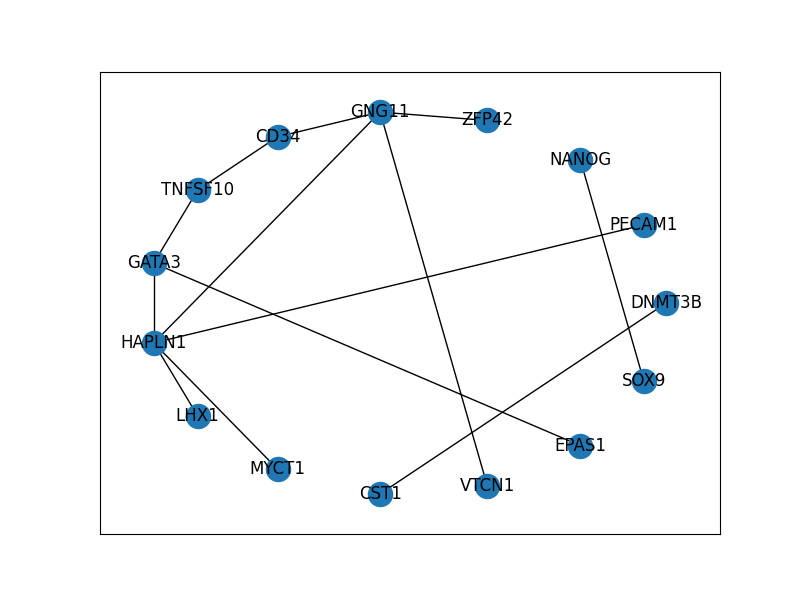 GNG11
ZFP42
CD34
NANOG
TNFSF10
PECAM1
GATA3
DNMT3B
HAPLN1
SOX9
LHX1
EPAS1
MYCT1
VTCN1
CST1